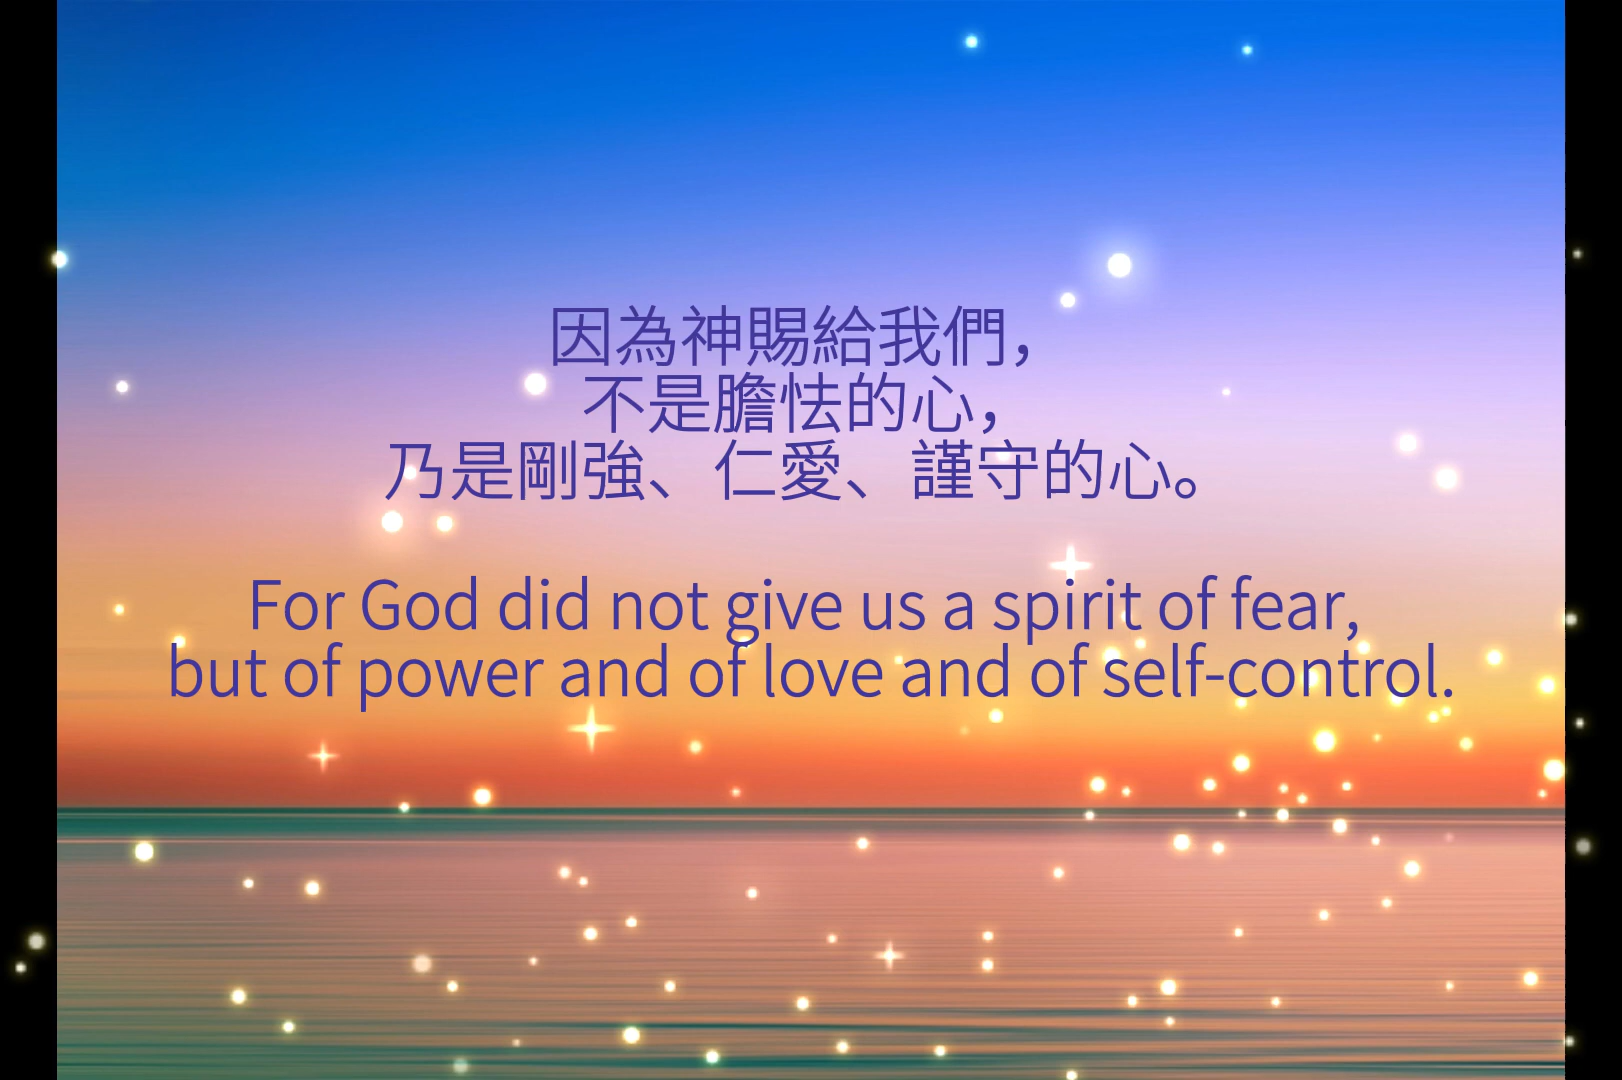 因為神賜給我們，
不是膽怯的心，
乃是剛強、仁愛、謹守的心。
For God did not give us a spirit of fear,
but of power and of love and of self-control.